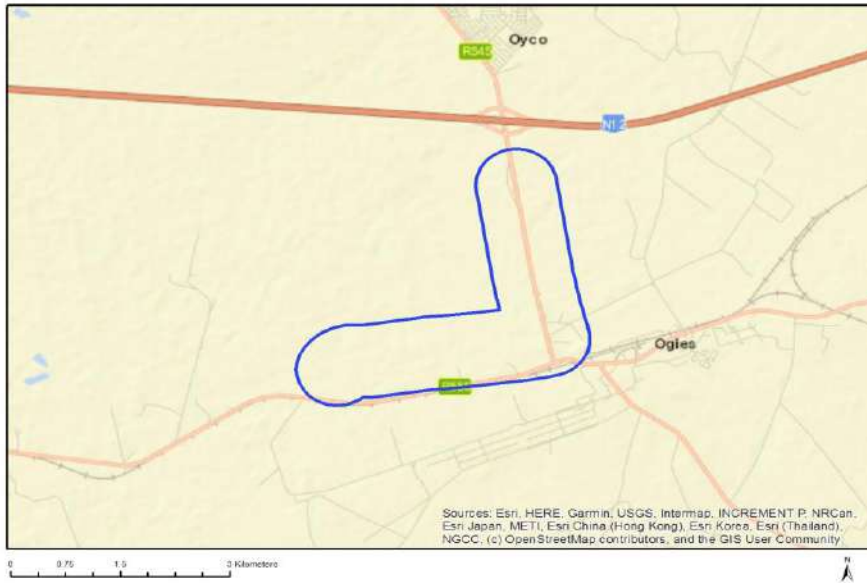 Oyco
R545
N12
Ogies
R555
Sources: Esri, HERE, Garmin, USGS, Intermap, INCREMENT P, NRCan,
Esri Japan, METI, Esri China (Hong Kong), Esri Korea, Esri (Thailand),
NGCC, (c) OpenStreetMap contributors, and the GIS User Community
0 0.75 1.5 3 Kilometers
N